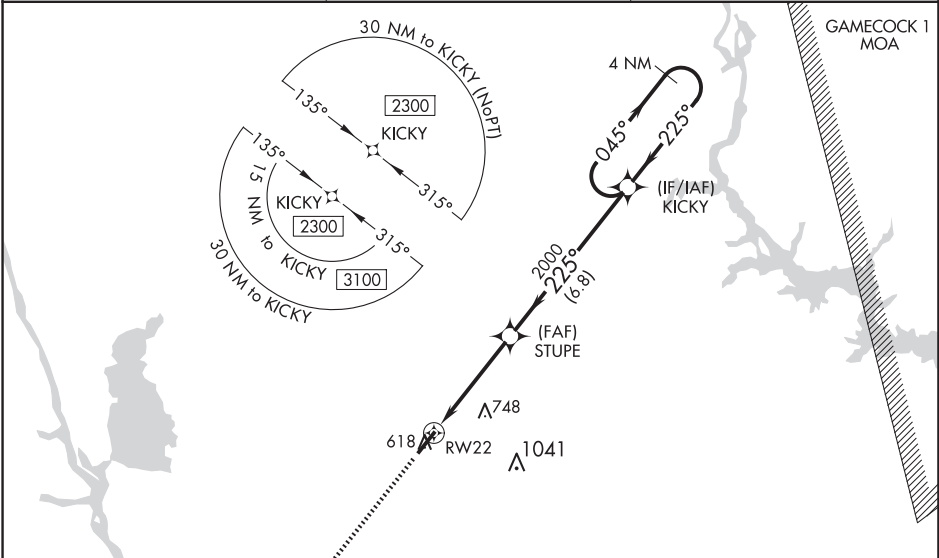 GAMECOCK 1
MOA
30 NM to KICKY (NoPT)
135°
2300
KICKY
315°
4 NM
045°
225°
(IF/IAF)
KICKY
135°
15 NM to KICKY
KICKY
2300
315°
3100
30 NM to KICKY
2000
225°
(6.8)
(FAF)
STUPE
748
618
RW22
1041